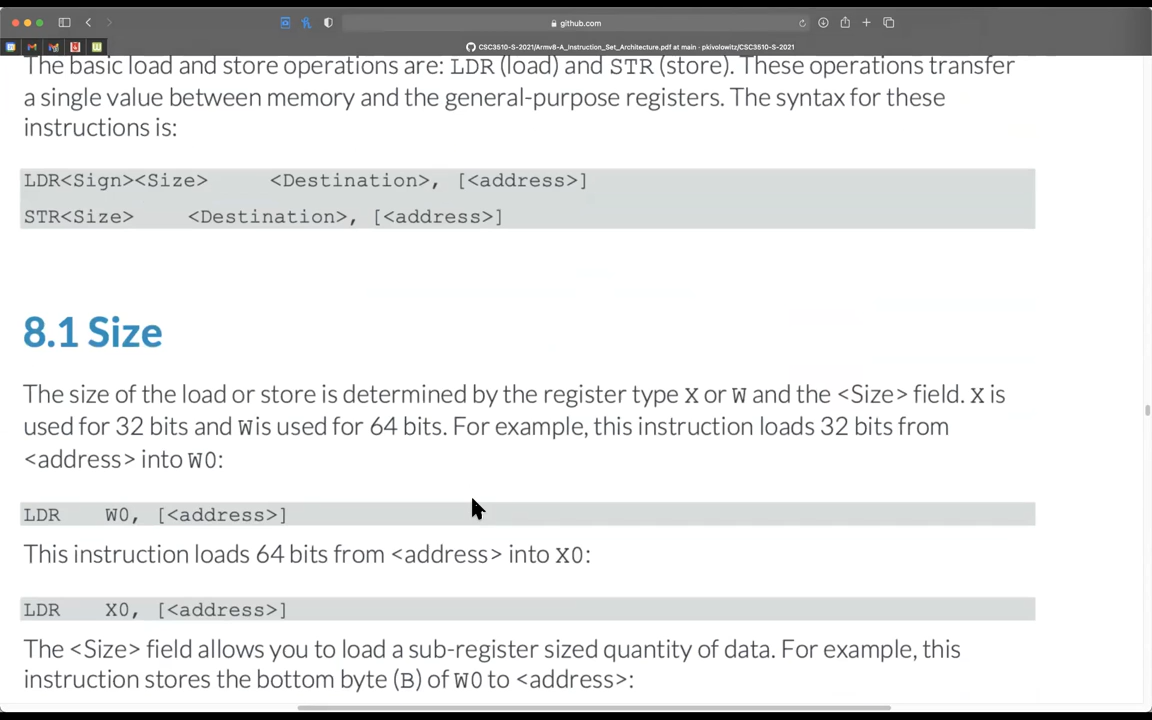 github.com
CSC3510-S-2021/Armv8-A_Instruction_Set_Architecture.pdf at main · pkivolowitz/CSC3510-S-2021
The basic load and store operations are: LDR (load) and STR (store). These operations transfer
a single value between memory and the general-purpose registers. The syntax for these
instructions is:
LDR<Sign><Size> <Destination>, [<address>]
STR<Size> <Destination>, [<address>]
8.1 Size
The size of the load or store is determined by the register type X or W and the <Size> field. X is
used for 32 bits and W is used for 64 bits. For example, this instruction loads 32 bits from
<address> into W0:
LDR W0, [<address>]
This instruction loads 64 bits from <address> into X0:
LDR X0, [<address>]
The <Size> field allows you to load a sub-register sized quantity of data. For example, this
instruction stores the bottom byte (B) of W0 to <address>: